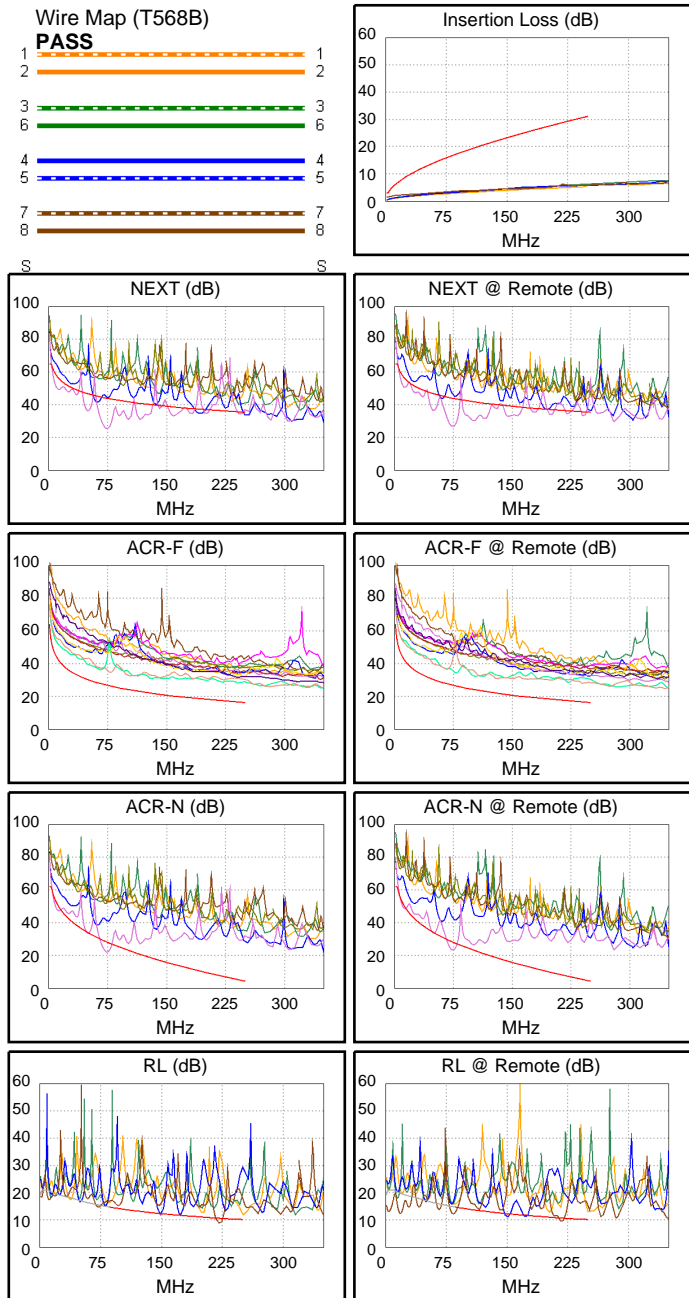 Wire Map (T568B)
PASS
1 1
2 2
3 3
6 6
4 4
5 5
7 7
8 8
S S
Insertion Loss (dB)
60
50
40
30
20
10
0
0 75 150 225 300
MHz
NEXT (dB)
100
80
60
40
20
0
0 75 150 225 300
MHz
NEXT @ Remote (dB)
100
80
60
40
20
0
0 75 150 225 300
MHz
ACR-F (dB)
100
80
60
40
20
0
0 75 150 225 300
MHz
ACR-F @ Remote (dB)
100
80
60
40
20
0
0 75 150 225 300
MHz
ACR-N (dB)
100
80
60
40
20
0
0 75 150 225 300
MHz
ACR-N @ Remote (dB)
100
80
60
40
20
0
0 75 150 225 300
MHz
RL (dB)
60
50
40
30
20
10
0
0 75 150 225 300
MHz
RL @ Remote (dB)
60
50
40
30
20
10
0
0 75 150 225 300
MHz